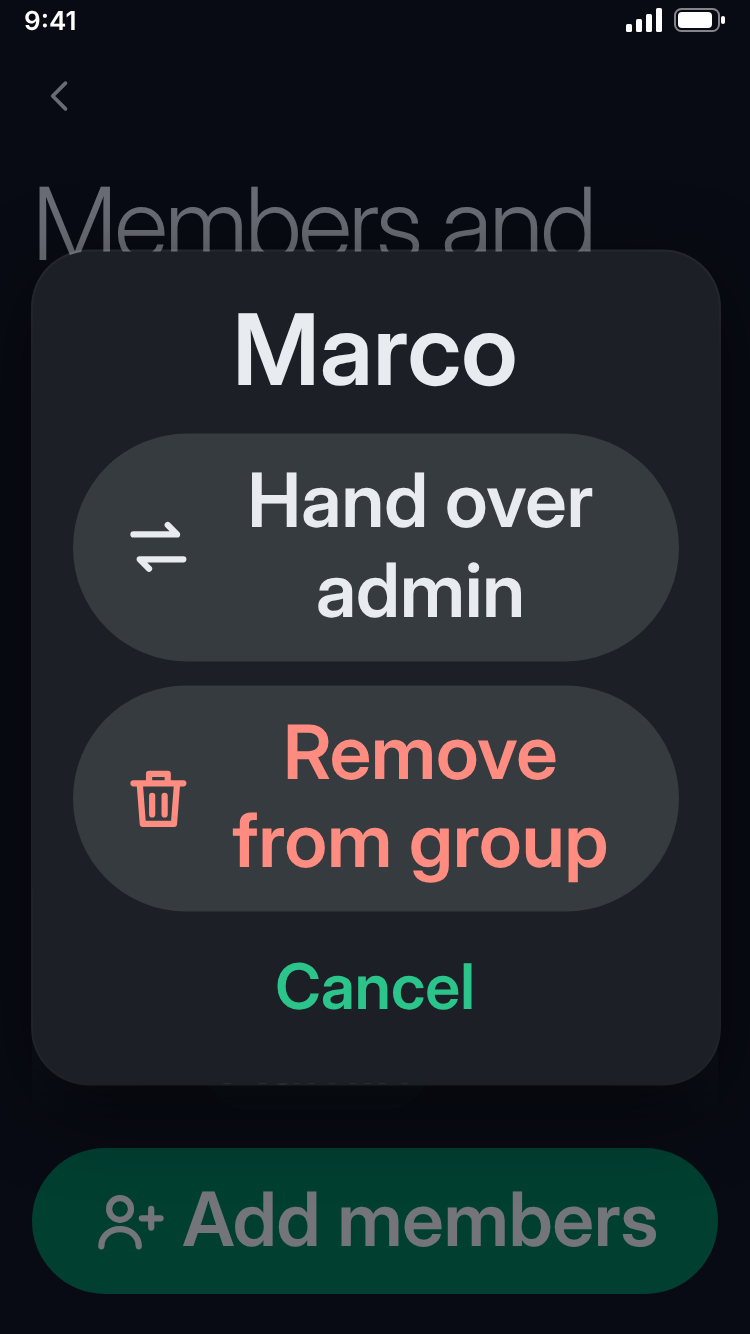 9:41
Members and
Marco
Hand over
admin
Remove
from group
Cancel
Add members